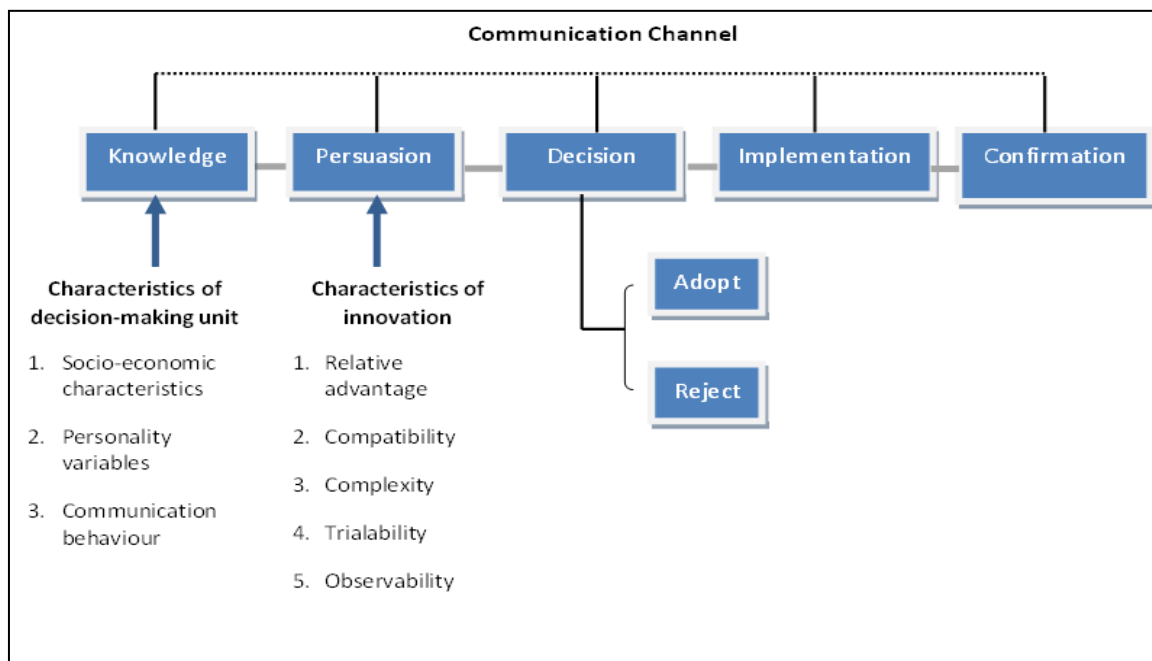 Communication Channel
Knowledge
Persuasion
Decision
Implementation
Confirmation
Characteristics of
decision-making unit
1. Socio-economic
characteristics
2. Personality
variables
3. Communication
behaviour
Characteristics of
innovation
1. Relative
advantage
2. Compatibility
3. Complexity
4. Trialability
5. Observability
Adopt
Reject